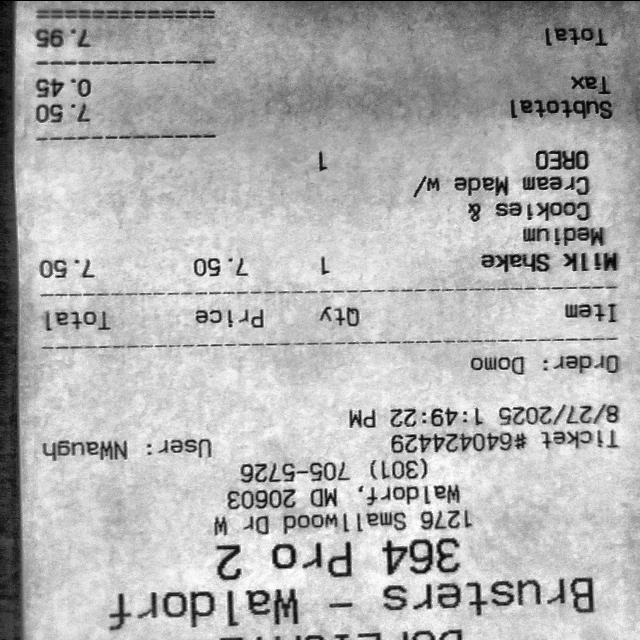 Brusters - Waldorf
364 Pro 2
1276 Smallwood Dr W
Waldorf, MD 20603
(301) 705-5726
Ticket #640424429 User: NWaugh
8/27/2025 1:49:22 PM
Order: Domo
Item Qty Price Total
Milk Shake 1 7.50 7.50
Medium
Cookies &
Cream Made w/
OREO 1
Subtotal 7.50
Tax 0.45
Total 7.95